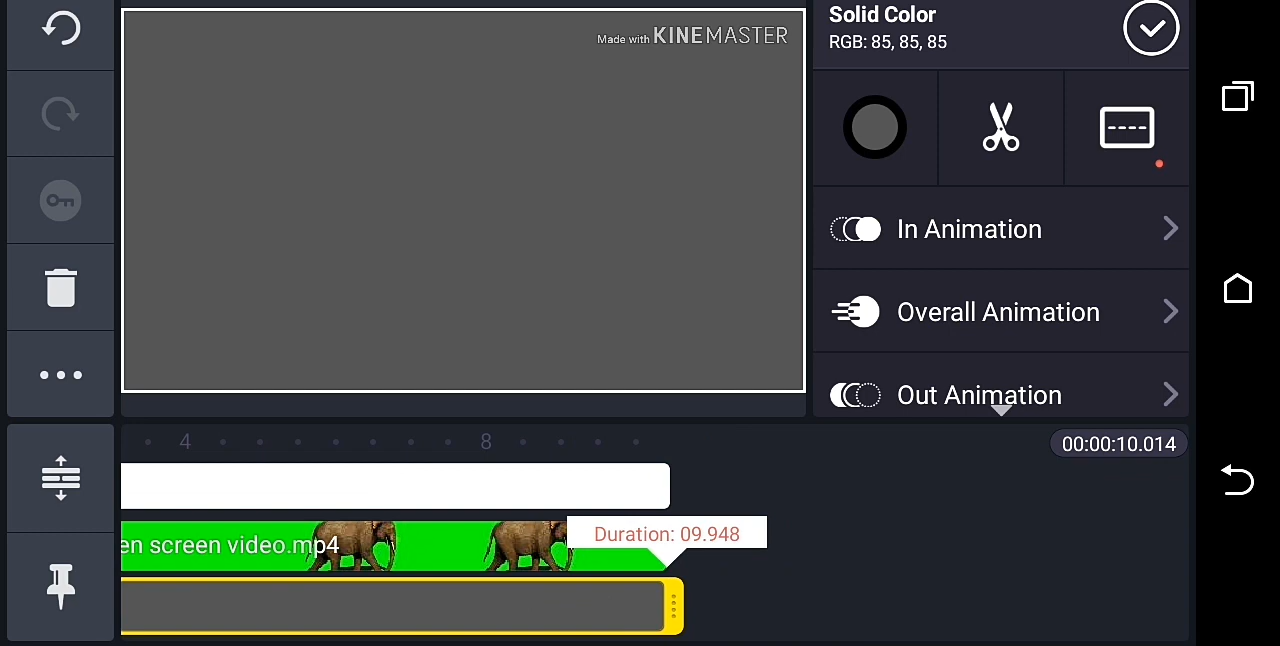 Made with KINEMASTER
Solid Color
RGB: 85, 85, 85
In Animation
Overall Animation
Out Animation
4
8
00:00:10.014
en screen video.mp4
Duration: 09.948